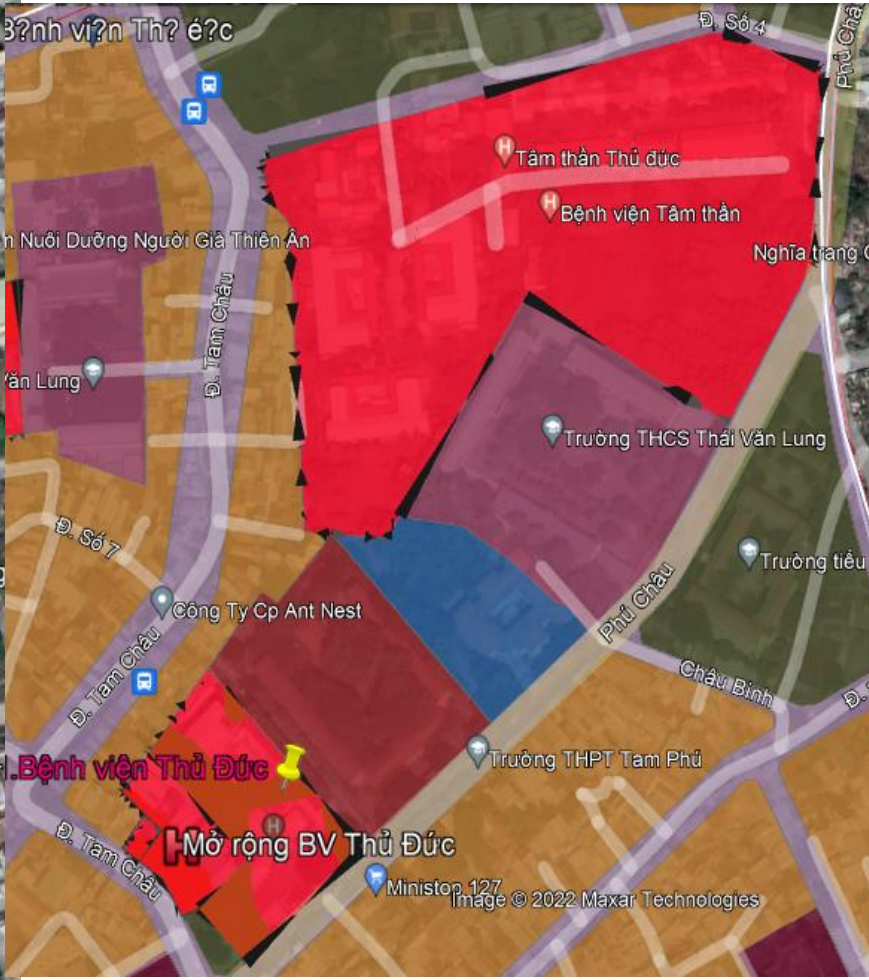 B?nh vi?n Th? é?c
Đ. Số 4
Phú Châ
Tâm thần Thủ đức
Bệnh viện Tâm thần
n Nuôi Dưỡng Người Già Thiên Ân
Nghĩa trang
Đ. Tam Châu
Văn Lung
Trường THCS Thái Văn Lung
Đ. Số 7
Trường tiểu
Công Ty Cp Ant Nest
Phú Châu
Đ. Tam Châu
Châu Bình
Đ.
.Bệnh viện Thủ Đức
Trường THPT Tam Phú
H
Mở rộng BV Thủ Đức
Đ. Tam Châu
Ministop 127
Image © 2022 Maxar Technologies